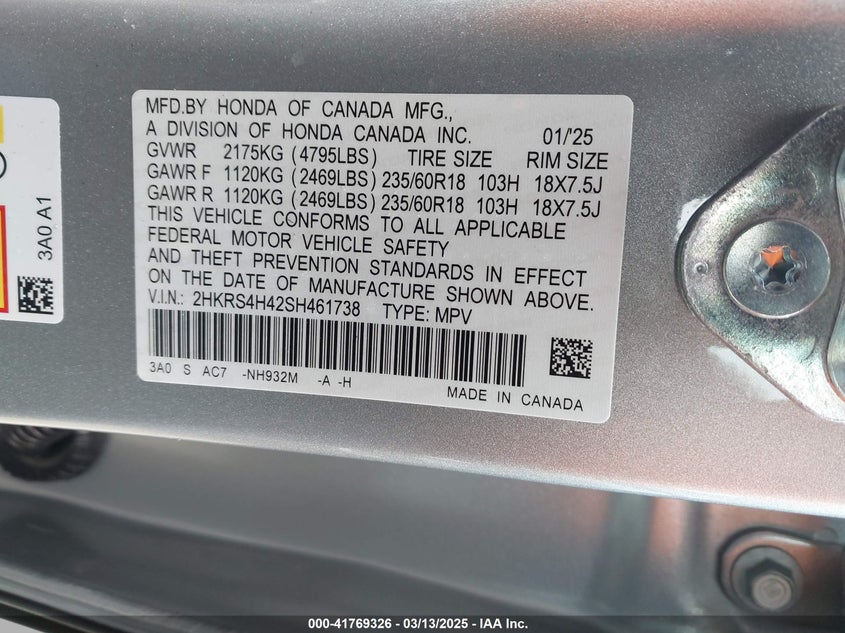 MFD.BY HONDA OF CANADA MFG.,
A DIVISION OF HONDA CANADA INC. 01/'25
GVWR 2175KG (4795LBS) TIRE SIZE RIM SIZE
GAWR F 1120KG (2469LBS) 235/60R18 103H 18X7.5J
GAWR R 1120KG (2469LBS) 235/60R18 103H 18X7.5J
THIS VEHICLE CONFORMS TO ALL APPLICABLE
FEDERAL MOTOR VEHICLE SAFETY
AND THEFT PREVENTION STANDARDS IN EFFECT
ON THE DATE OF MANUFACTURE SHOWN ABOVE.
V.I.N.: 2HKRS4H42SH461738 TYPE: MPV
3A0 S AC7 -NH932M -A -H
MADE IN CANADA
3A0 A1
000-41769326 — 03/13/2025 — IAA Inc.